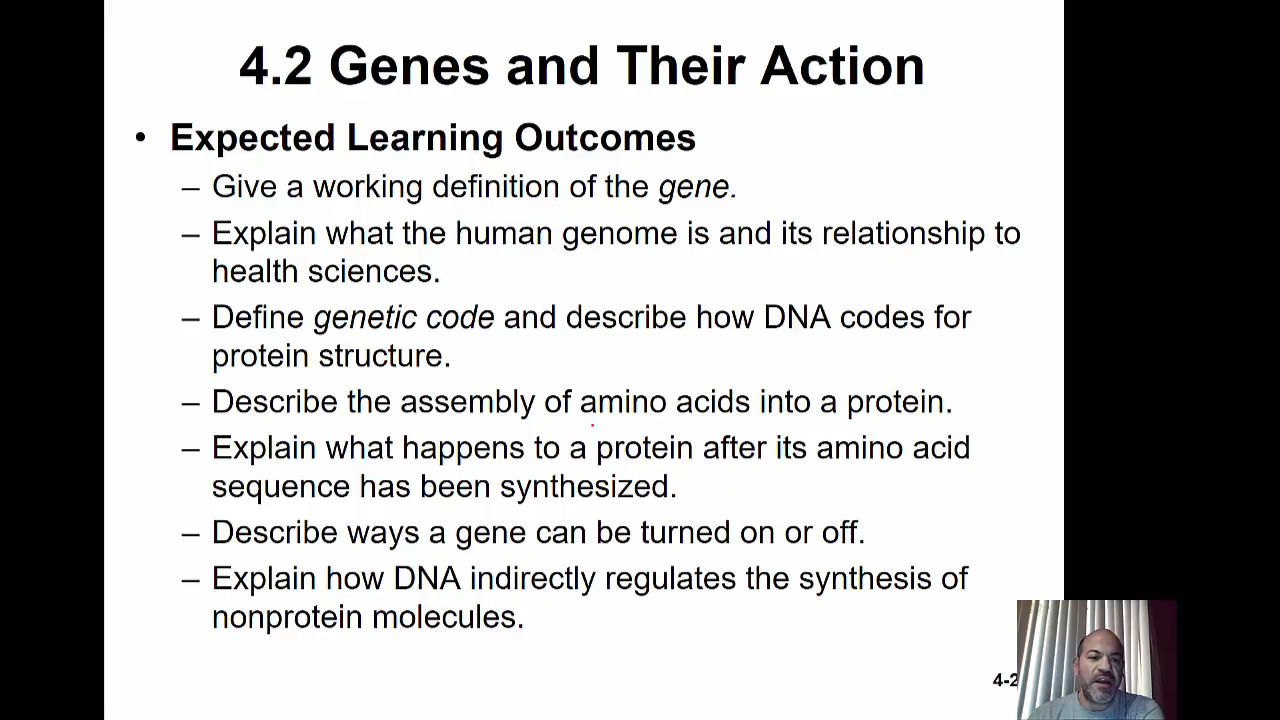 4.2 Genes and Their Action
• Expected Learning Outcomes
– Give a working definition of the gene.
– Explain what the human genome is and its relationship to
health sciences.
– Define genetic code and describe how DNA codes for
protein structure.
– Describe the assembly of amino acids into a protein.
– Explain what happens to a protein after its amino acid
sequence has been synthesized.
– Describe ways a gene can be turned on or off.
– Explain how DNA indirectly regulates the synthesis of
nonprotein molecules.